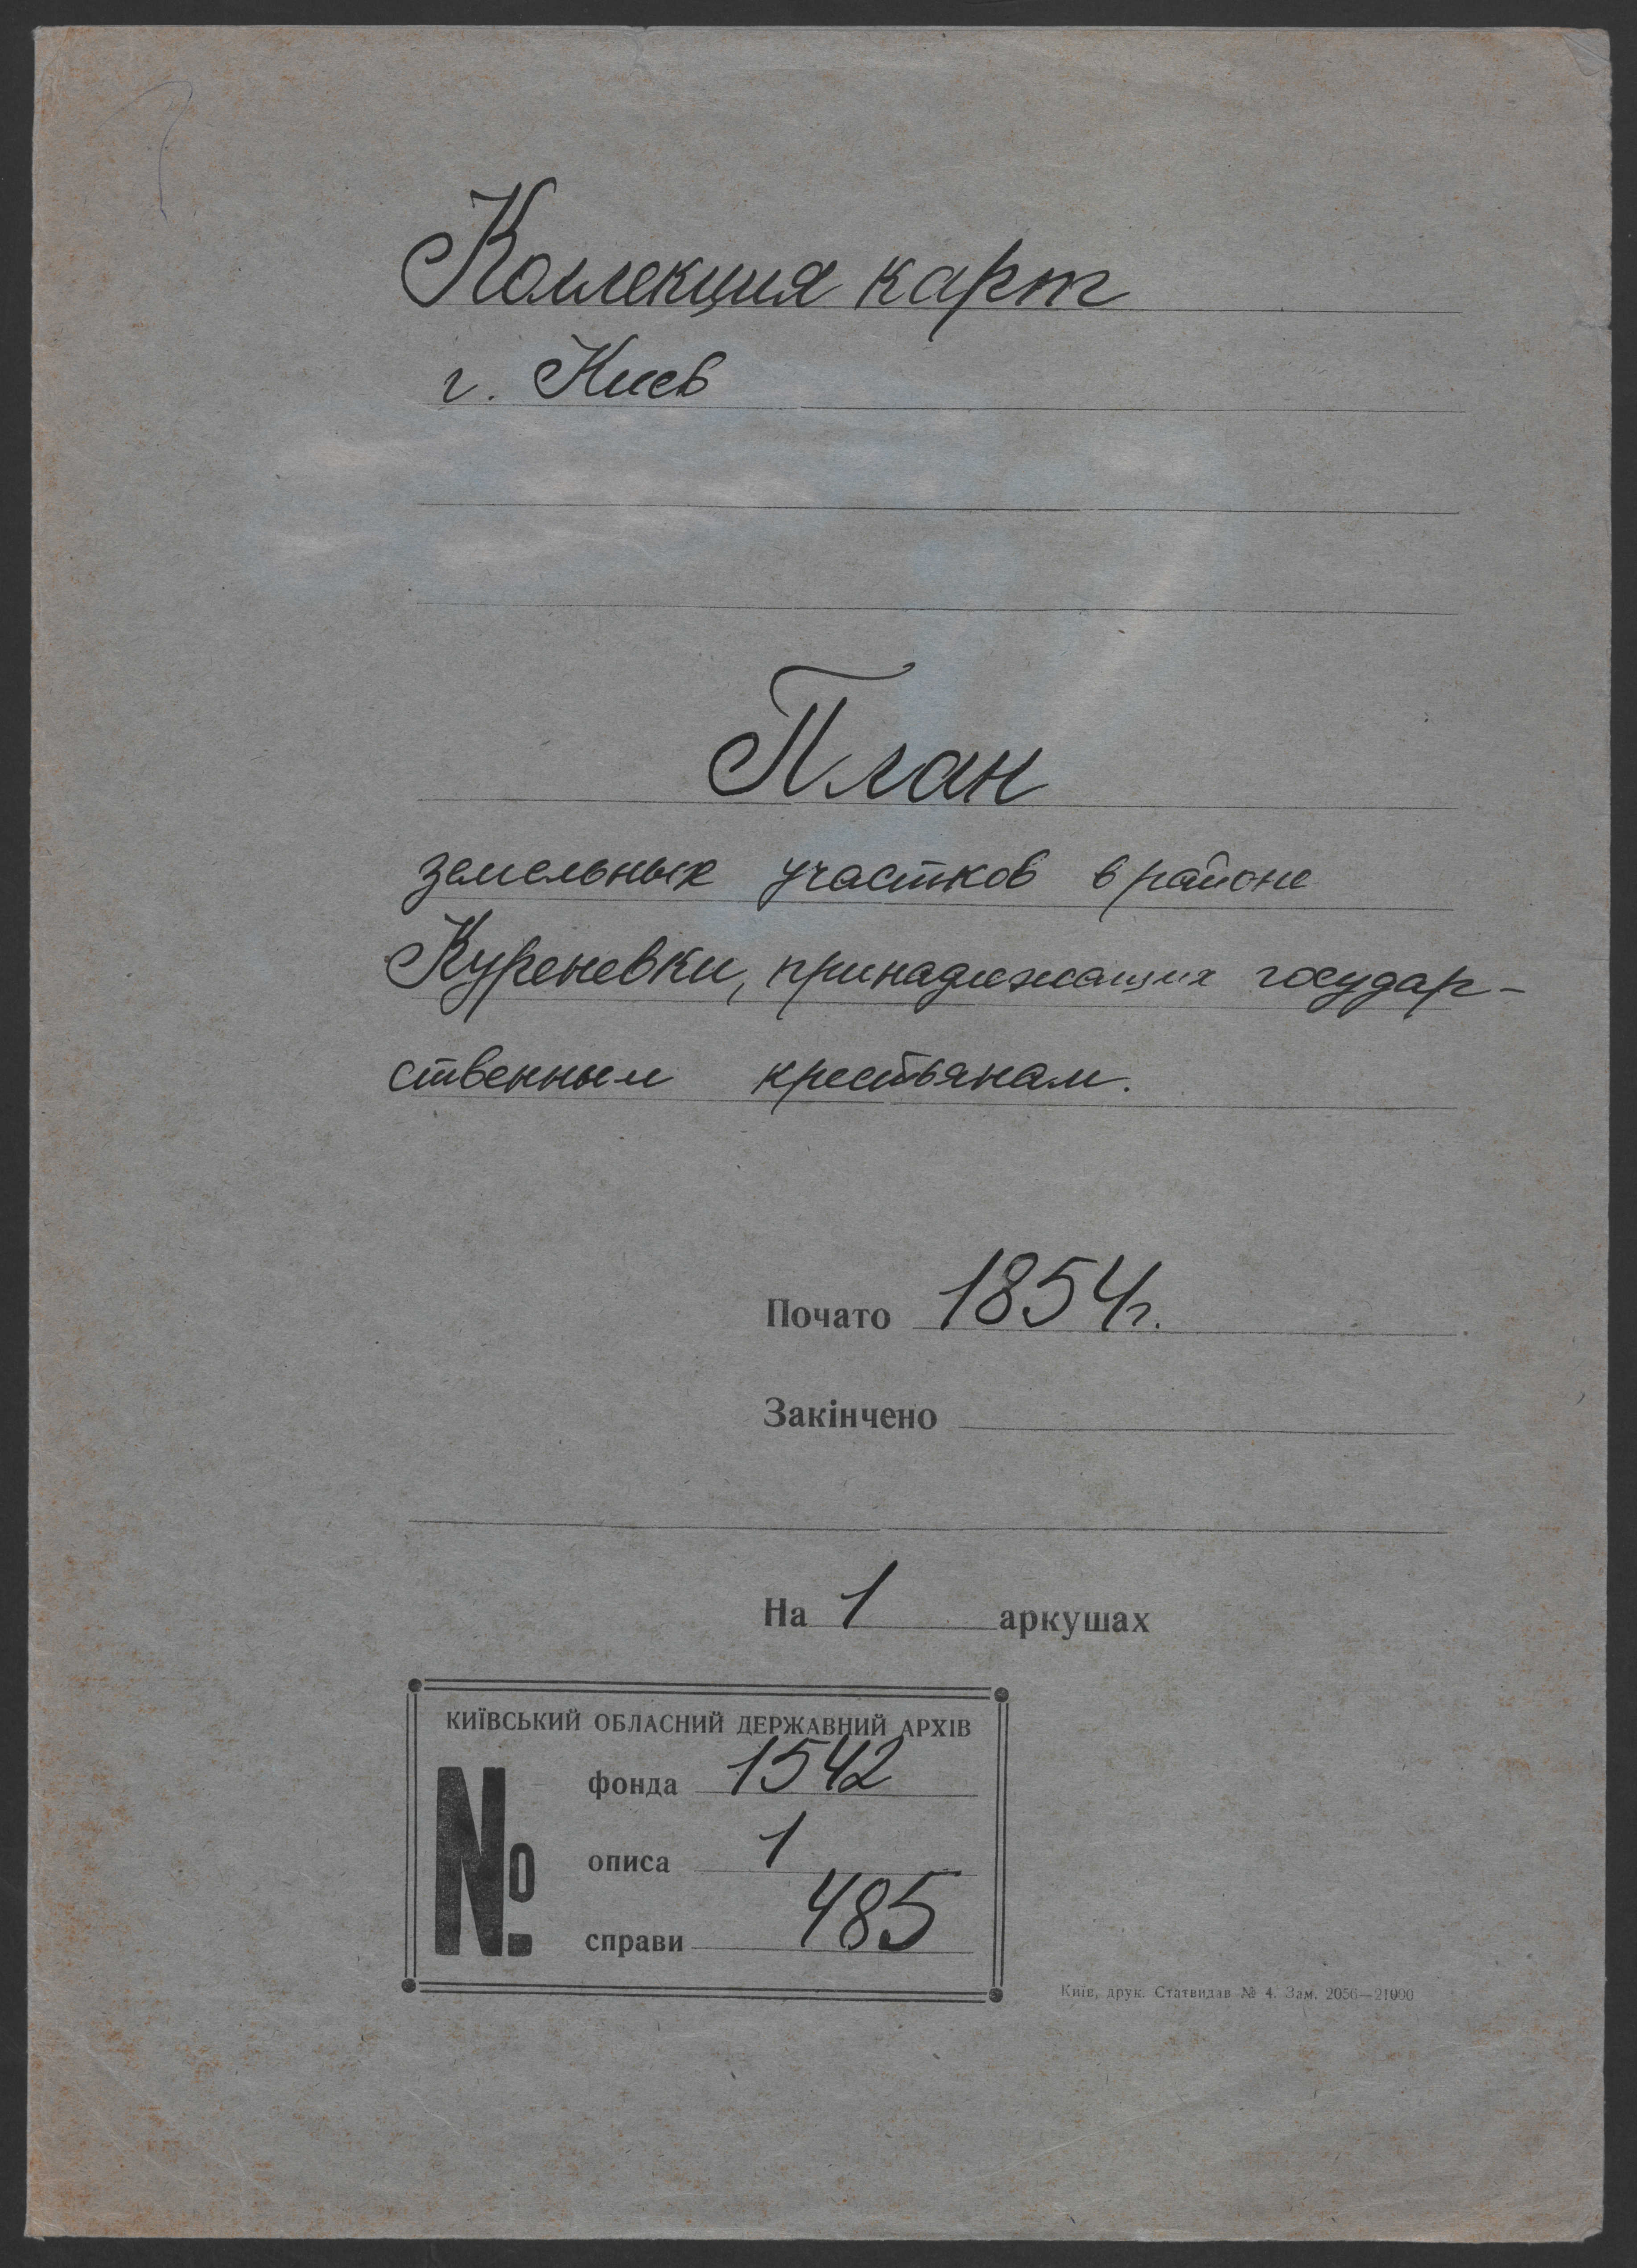 Коллекция карт
г. Киев
План
земельных участков в районе
Куреневки, принадлежащих государ-
ственным крестьянам.
Почато 1854г.
Закінчено
На 1 аркушах
КИЇВСЬКИЙ ОБЛАСНИЙ ДЕРЖАВНИЙ АРХІВ
№
фонда 1542
описа 1
справи 485
Київ, друк. Статвидав № 4. Зам. 2056—21000